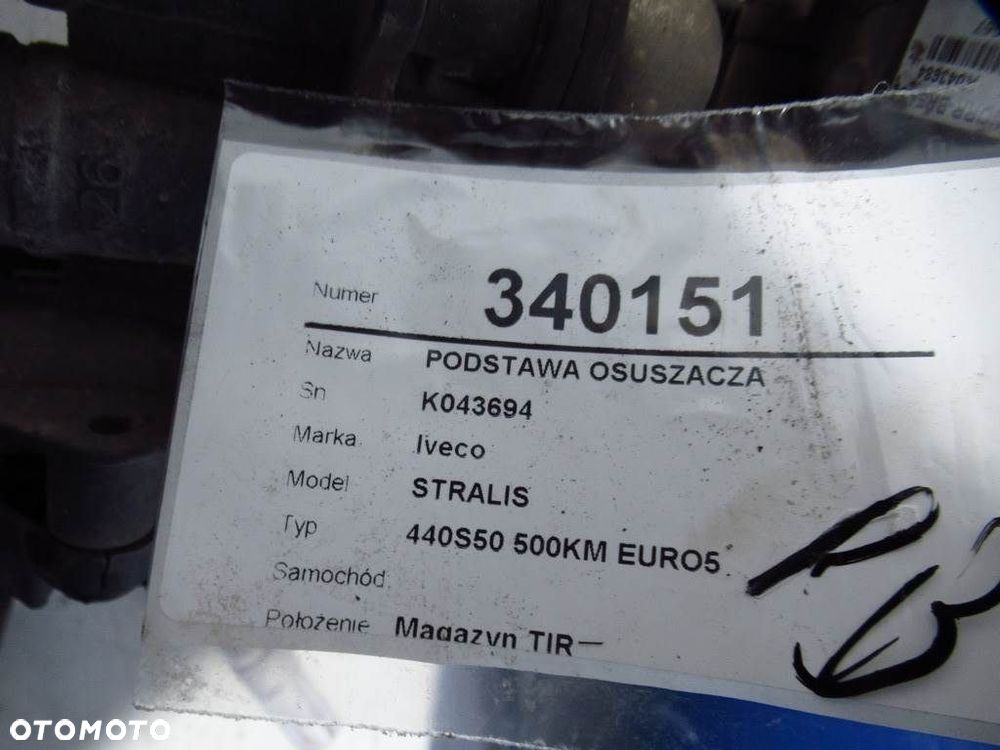 Numer 340151
Nazwa PODSTAWA OSUSZACZA
Sn K043694
Marka Iveco
Model STRALIS
Typ 440S50 500KM EURO5
Samochód
Położenie Magazyn TIR—
OTOMOTO